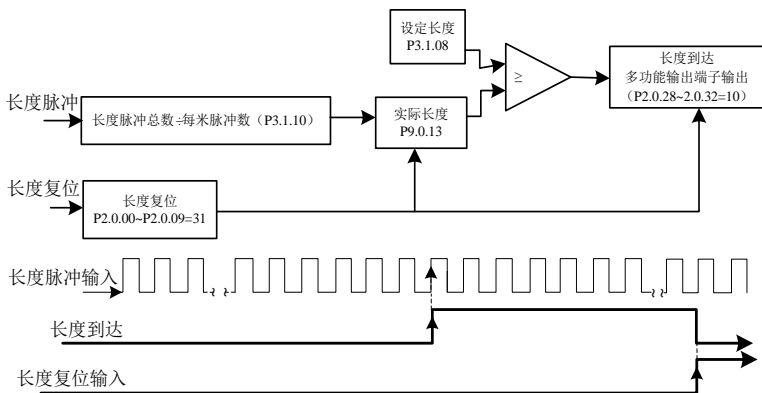 设定长度
P3.1.08
≥
长度到达
多功能输出端子输出
（P2.0.28~2.0.32=10）
长度脉冲
长度脉冲总数÷每米脉冲数（P3.1.10）
实际长度
P9.0.13
长度复位
长度复位
P2.0.00~P2.0.09=31
长度脉冲输入
长度到达
长度复位输入